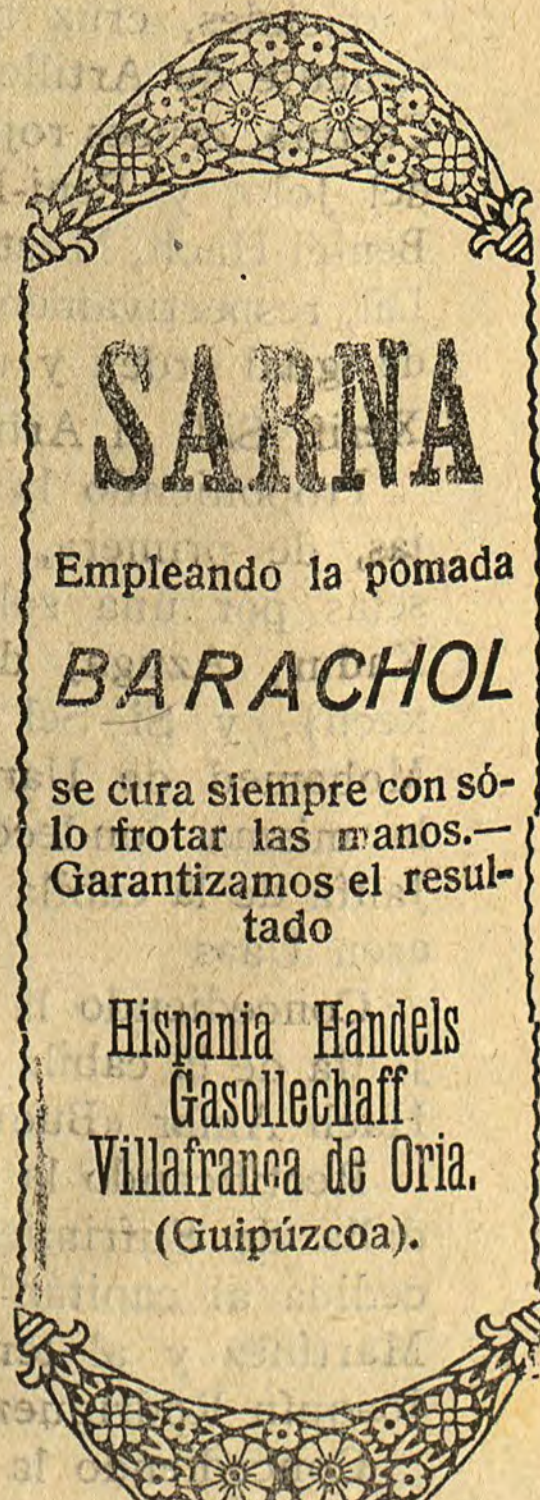 SARNA
Empleando la pomada
BARACHOL
se cura siempre con só-
lo frotar las manos.—
Garantizamos el resul-
tado
Hispania Handels
Gasollechaff
Villafranca de Oria.
(Guipúzcoa).